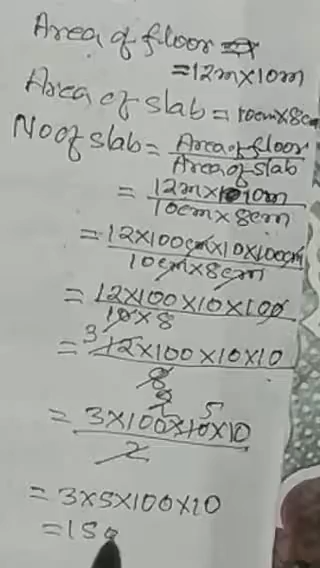 Area of floor =
=12m×10m
Area of slab = 10cm×8cm
No of slab = Area of floor
Area of slab
= 12m×10m
10cm×8cm
= 12×100cm×10×100cm
10cm×8cm
= 12×100×10×100
10×8
= 3 12×100×10×10
8
2
= 3×100×10×10 5
2
= 3×5×100×10
=150